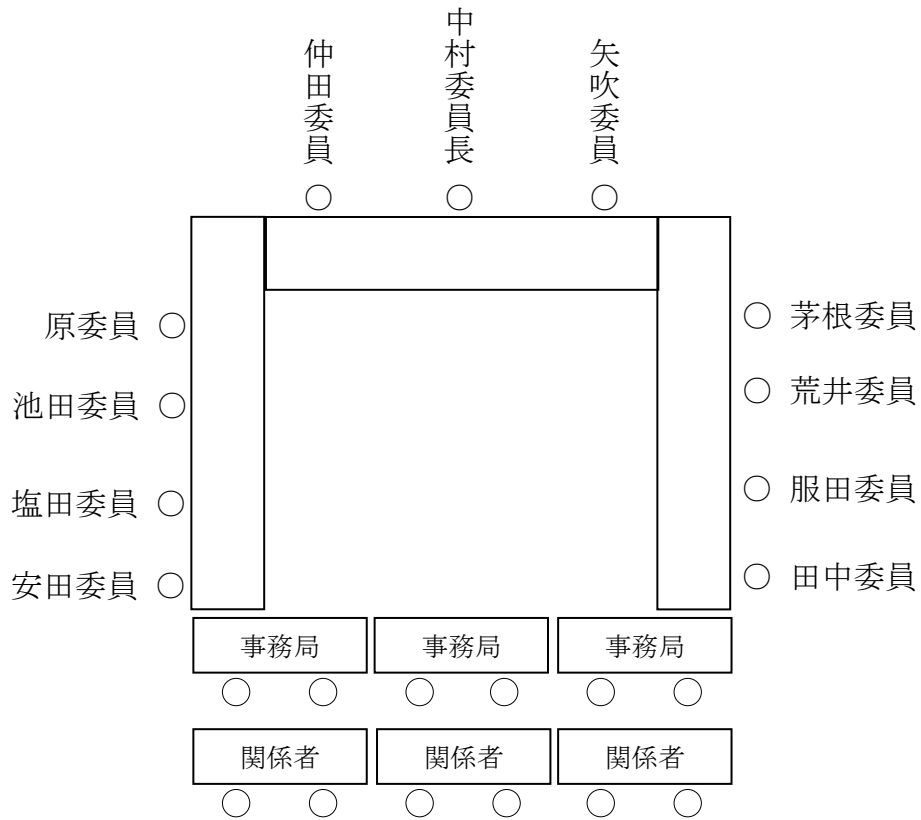 仲田委員
中村委員長
矢吹委員
原委員
茅根委員
池田委員
荒井委員
塩田委員
服田委員
安田委員
田中委員
事務局
事務局
事務局
関係者
関係者
関係者